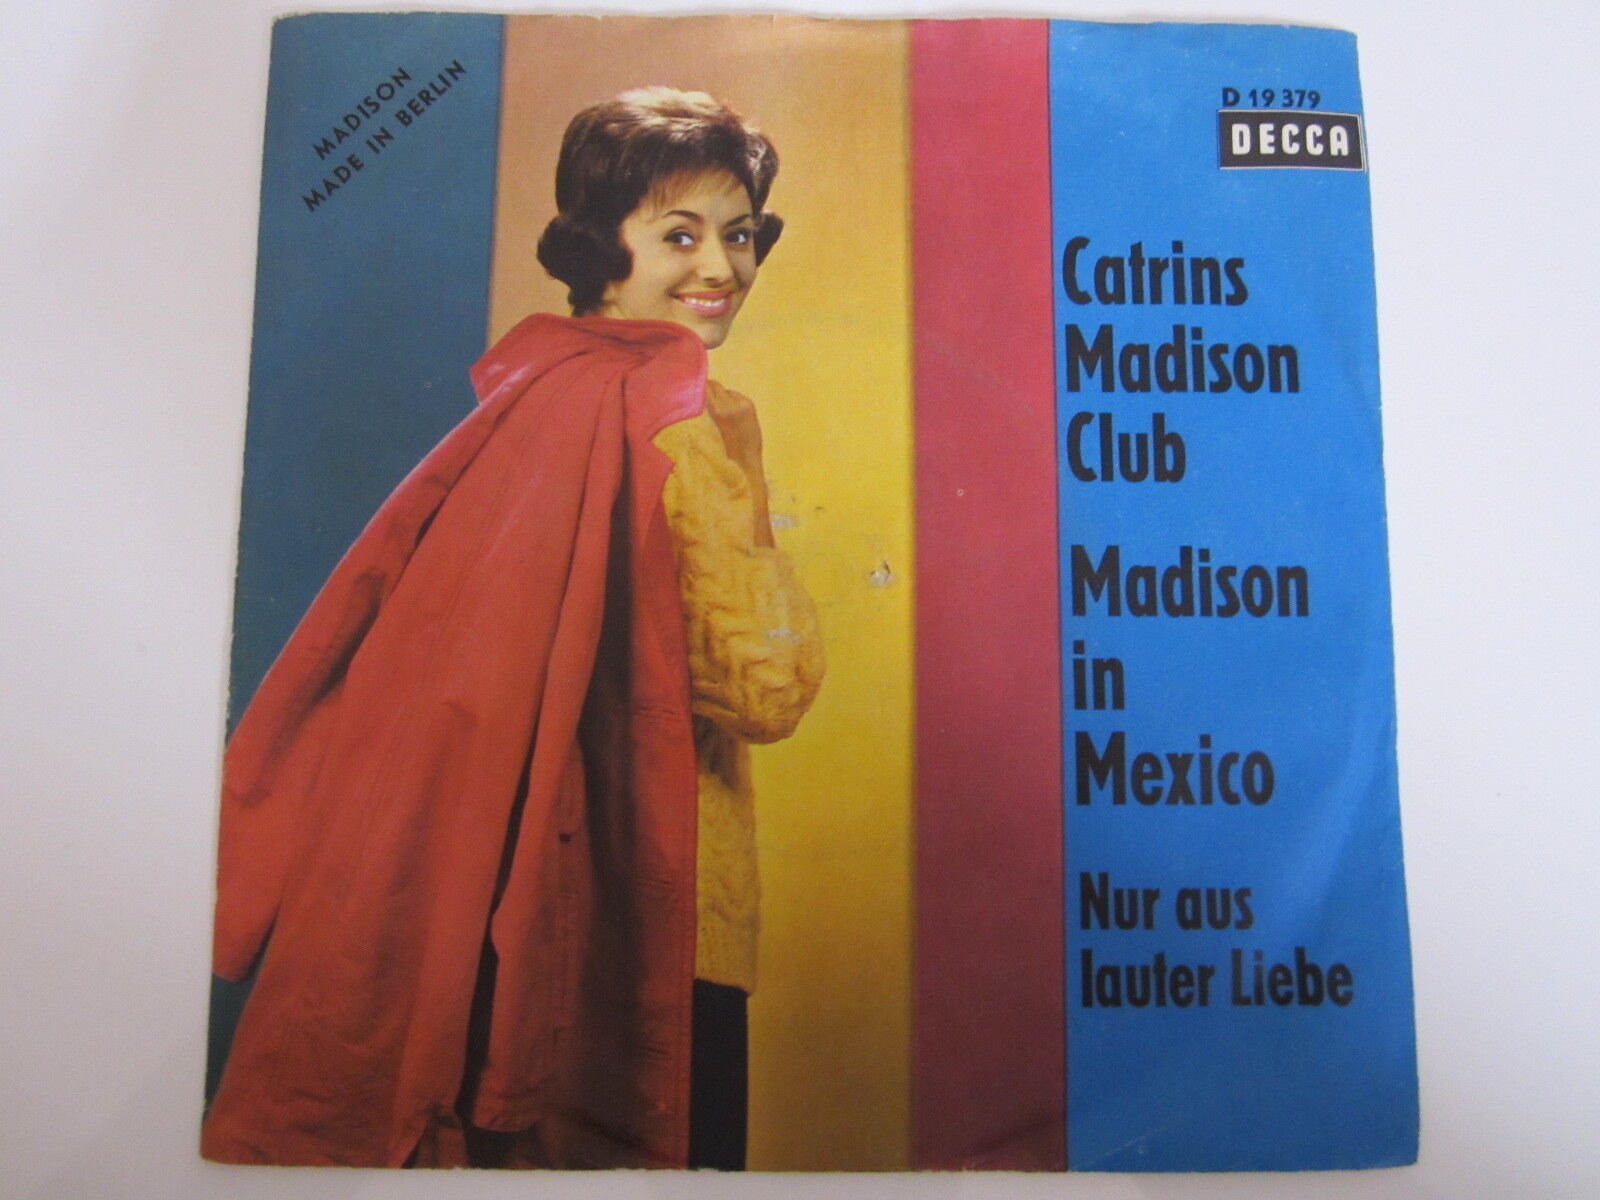 MADISON
MADE IN BERLIN
D 19 379
DECCA
Catrins
Madison
Club
Madison
in
Mexico
Nur aus
lauter Liebe